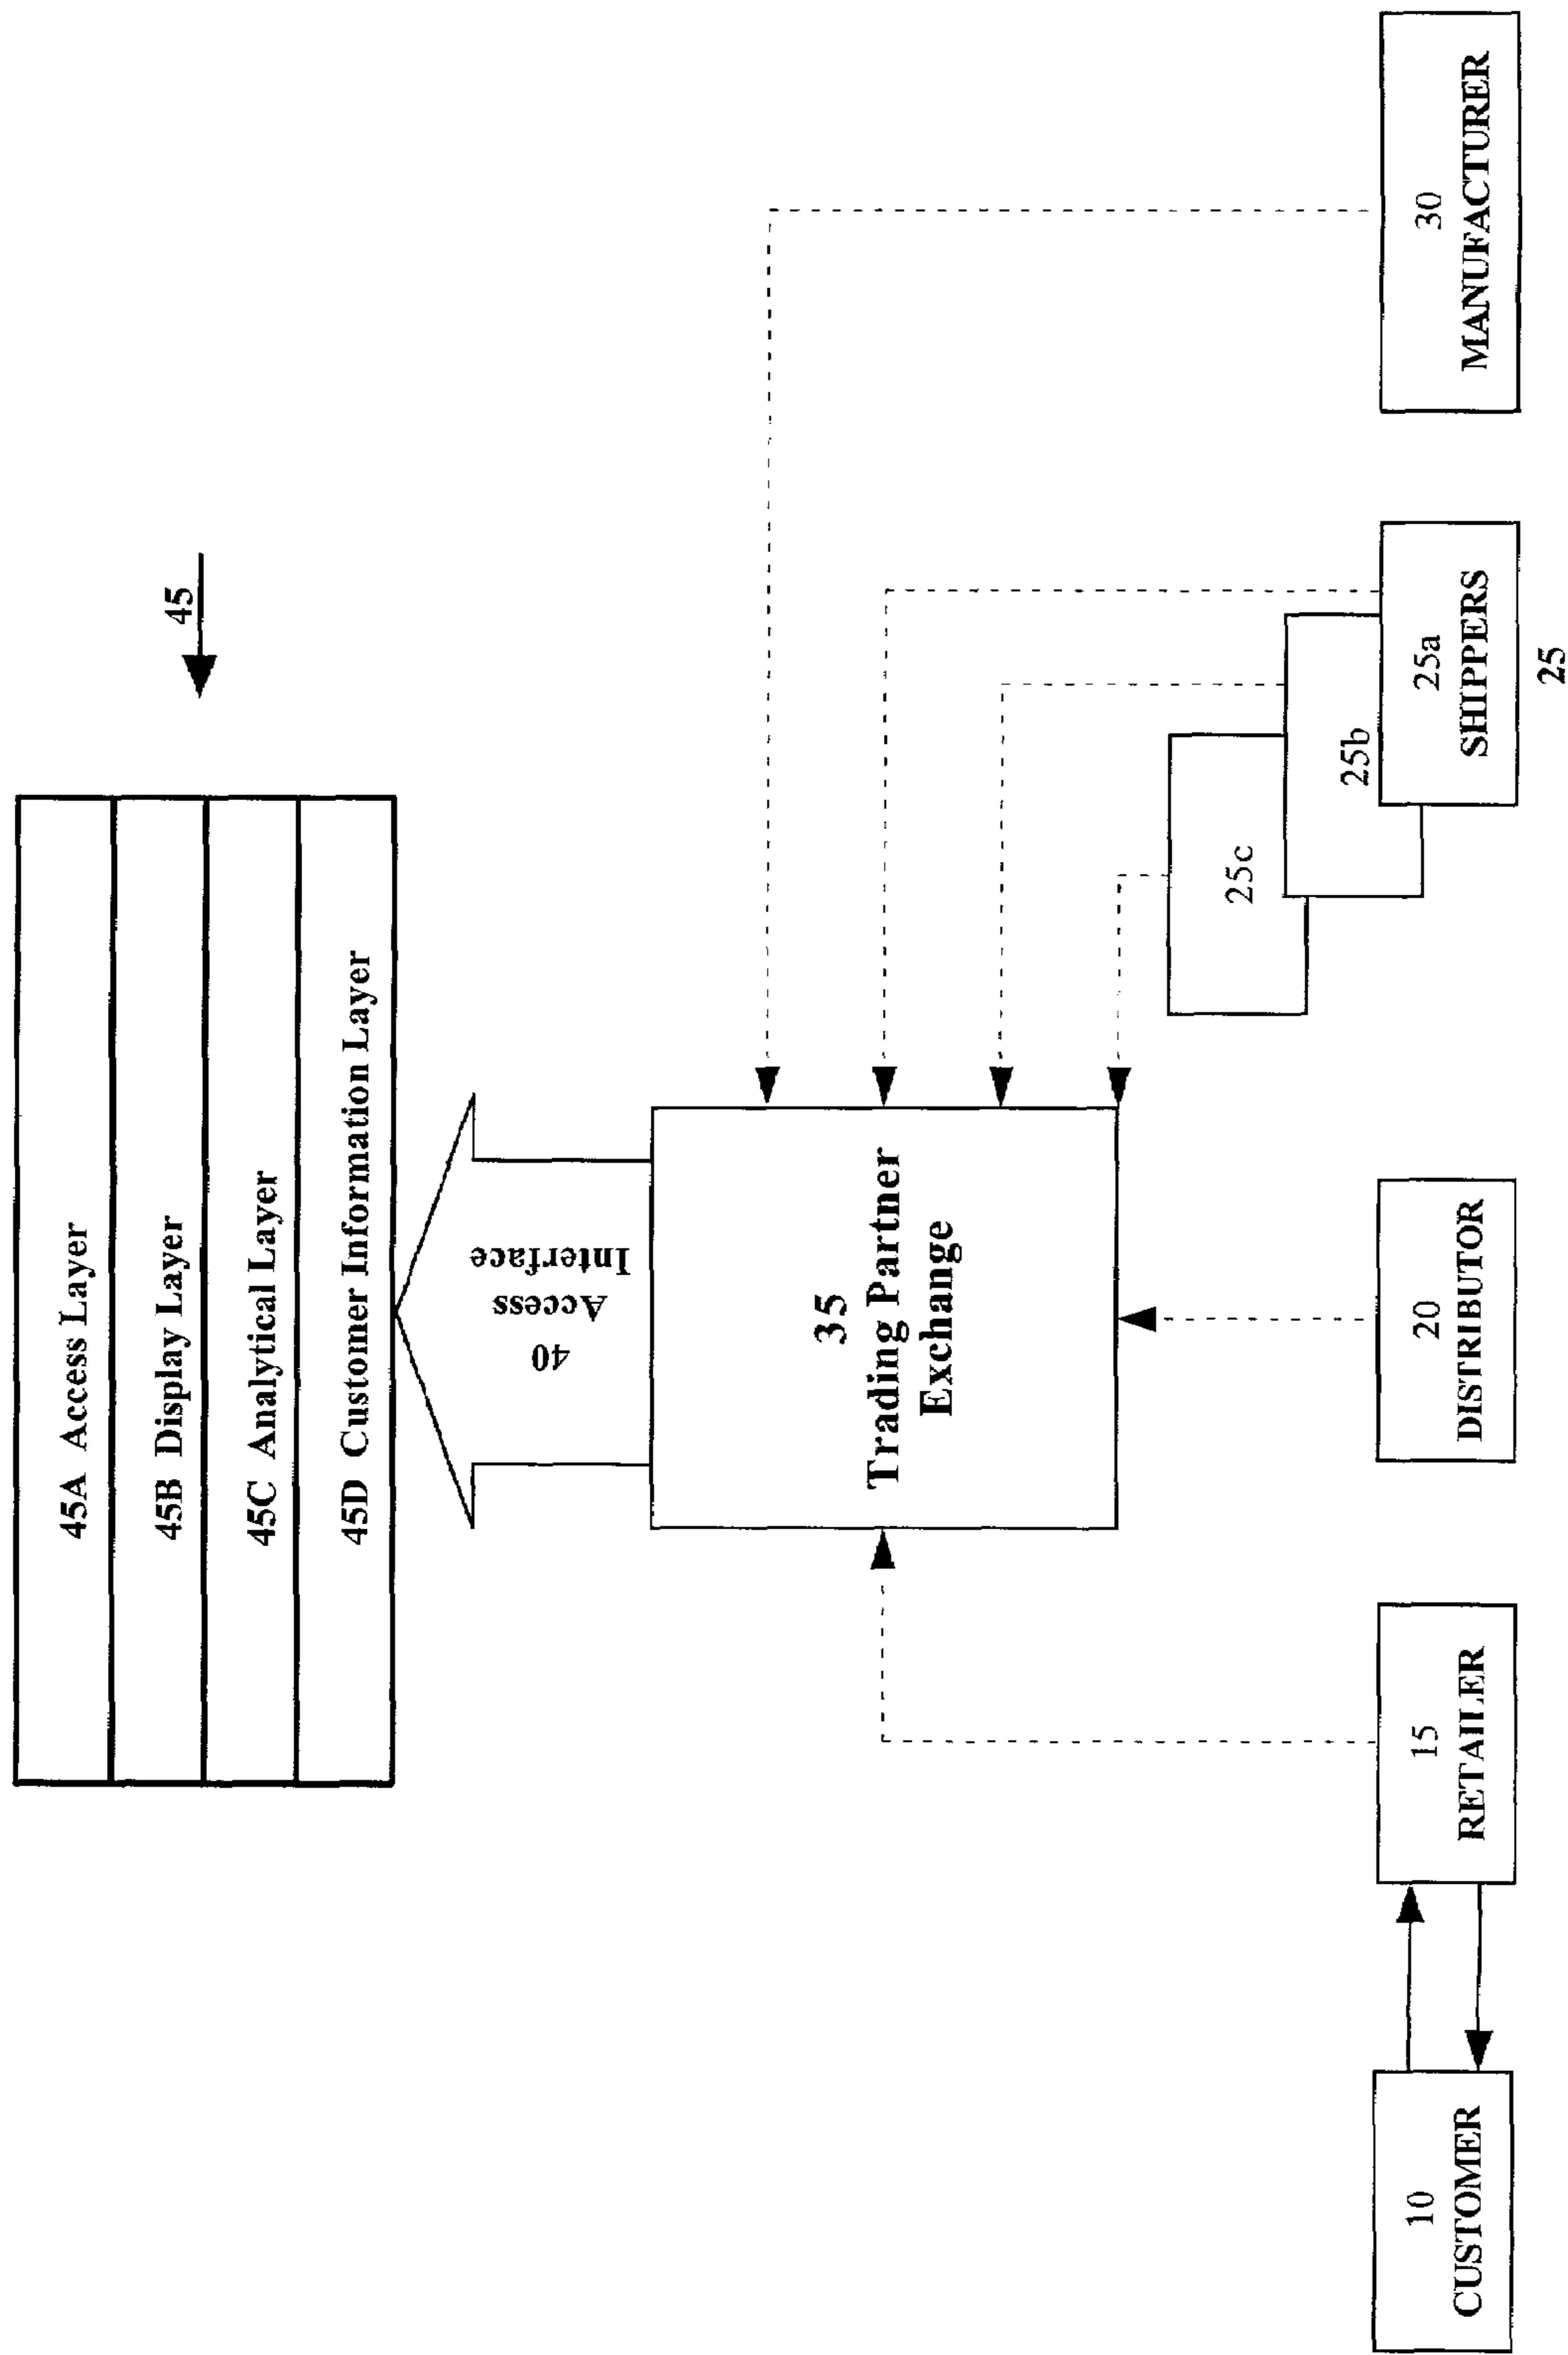 45
45A Access Layer
45B Display Layer
45C Analytical Layer
45D Customer Information Layer
40
Access
Interface
35
Trading Partner
Exchange
10
CUSTOMER
15
RETAILER
20
DISTRIBUTOR
25c
25b
25a
SHIPPERS
25
30
MANUFACTURER